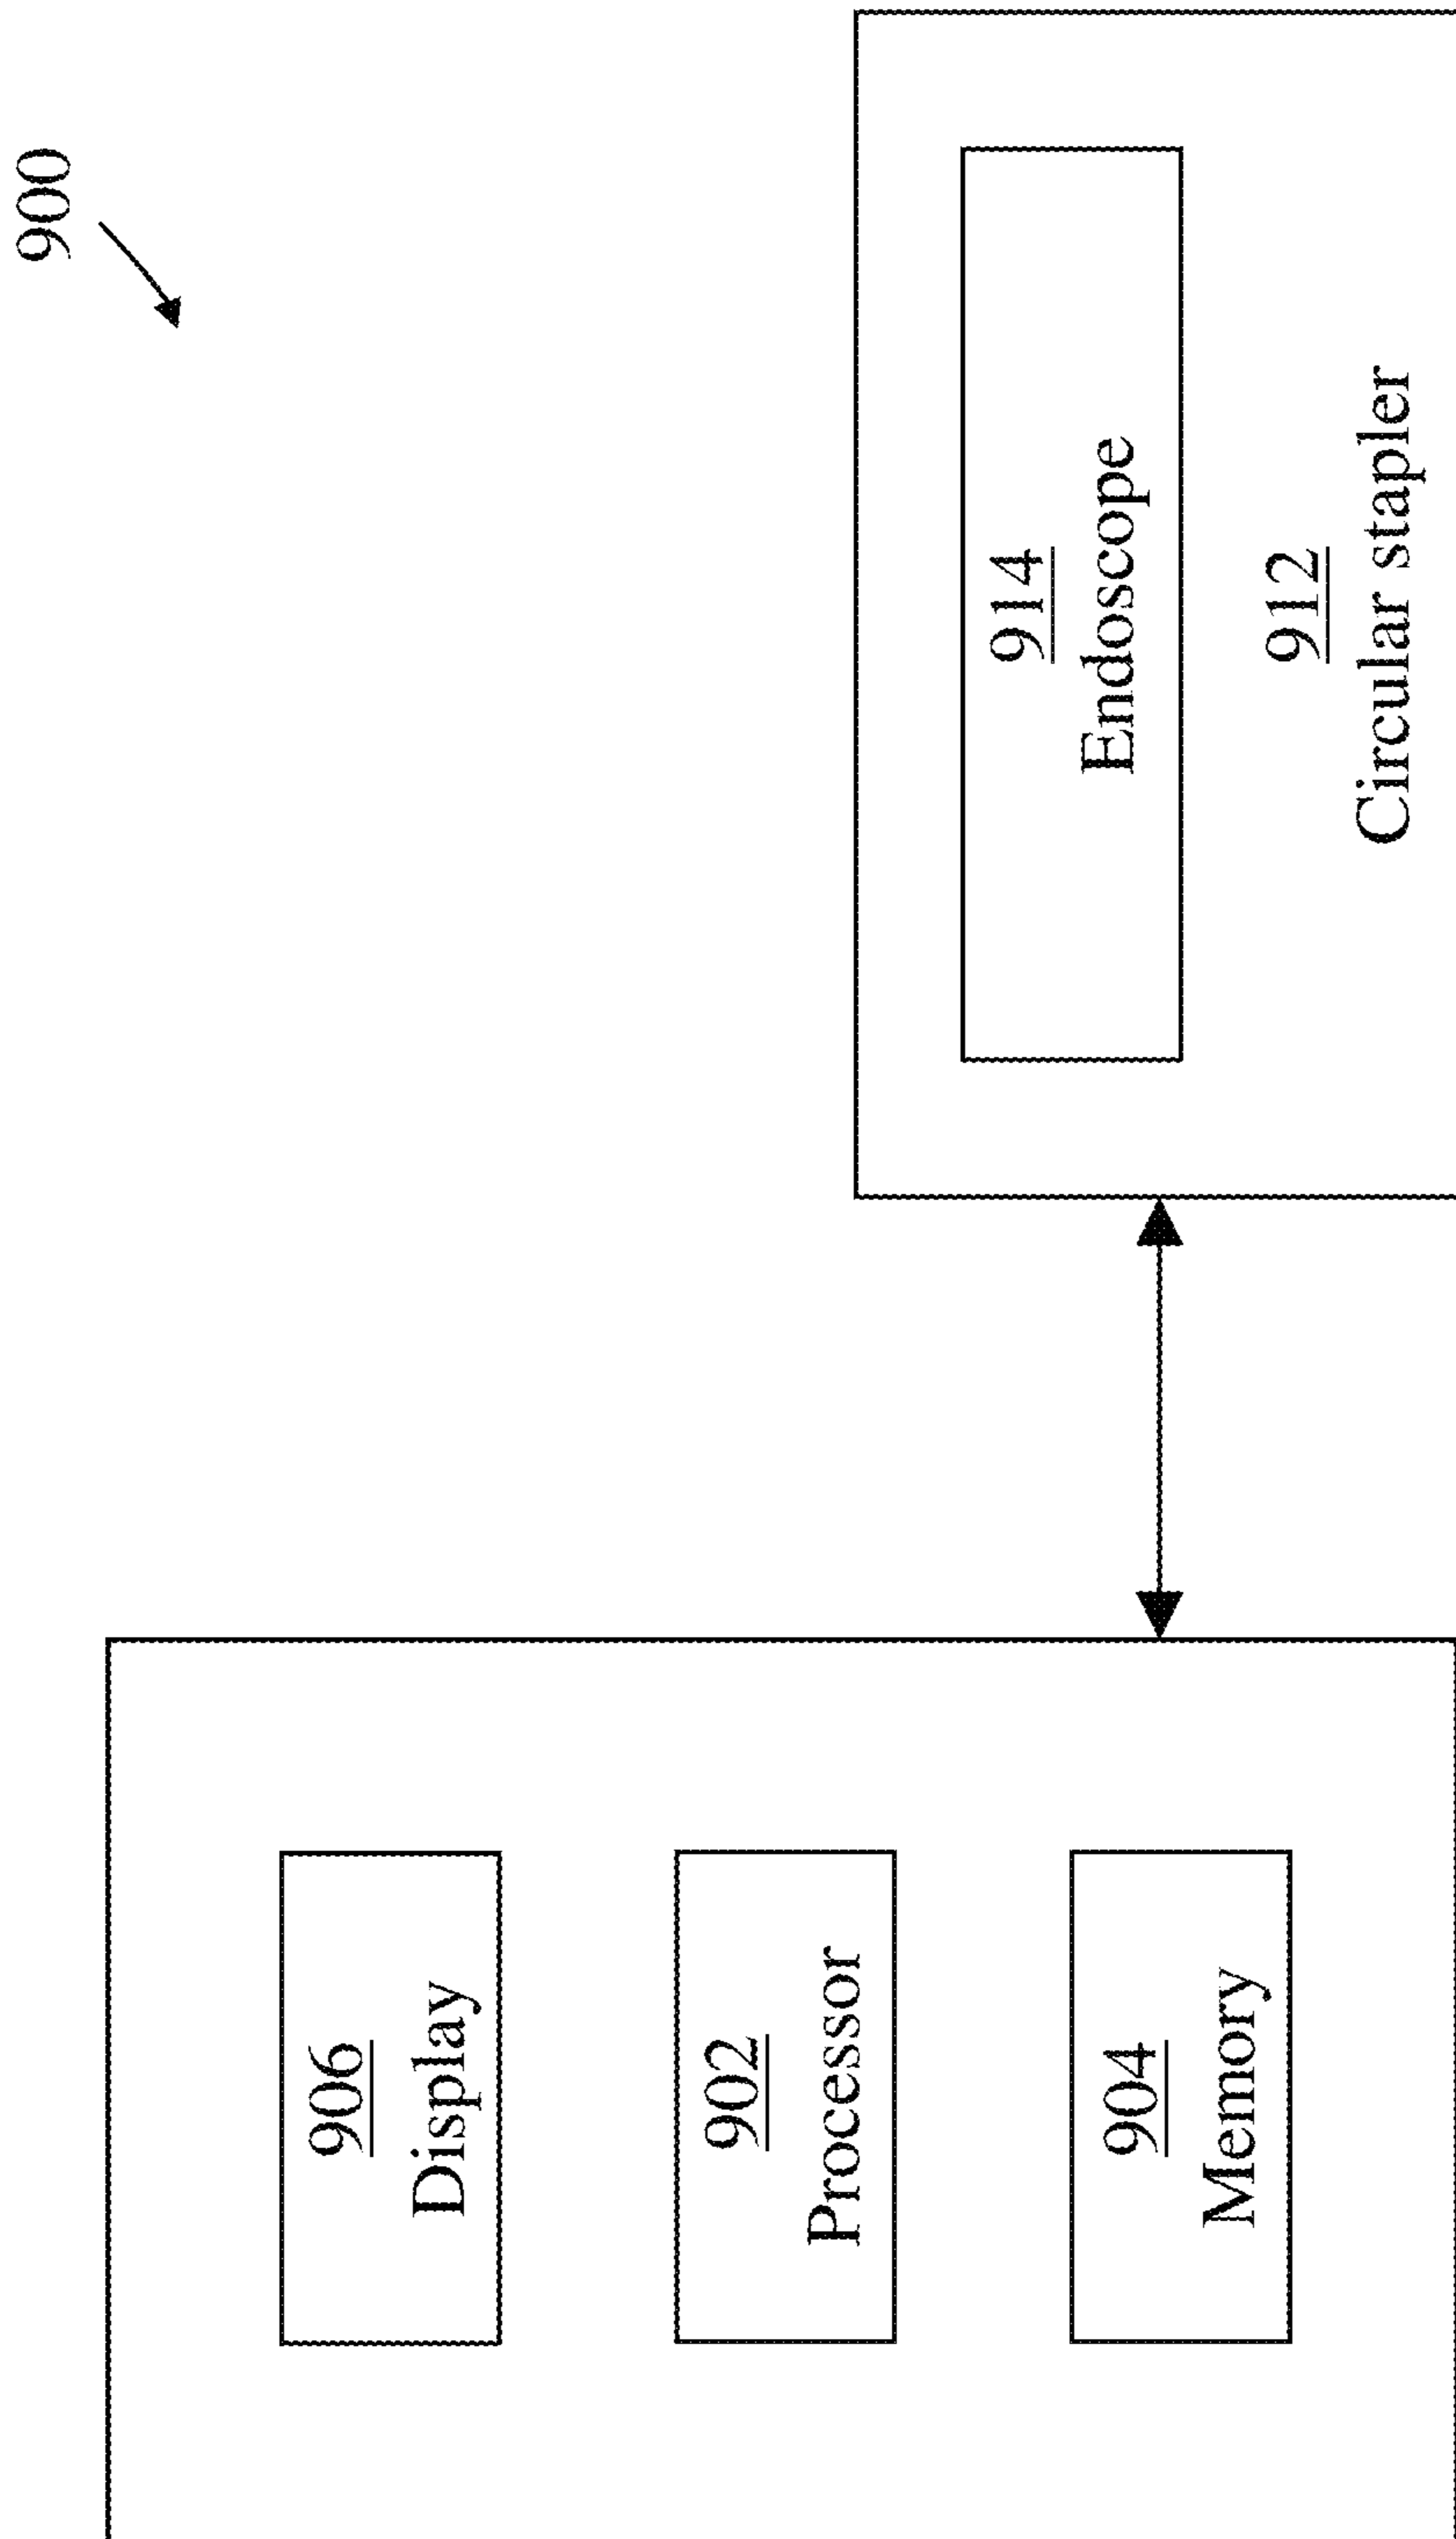 900
906
Display
902
Processor
904
Memory
914
Endoscope
912
Circular stapler